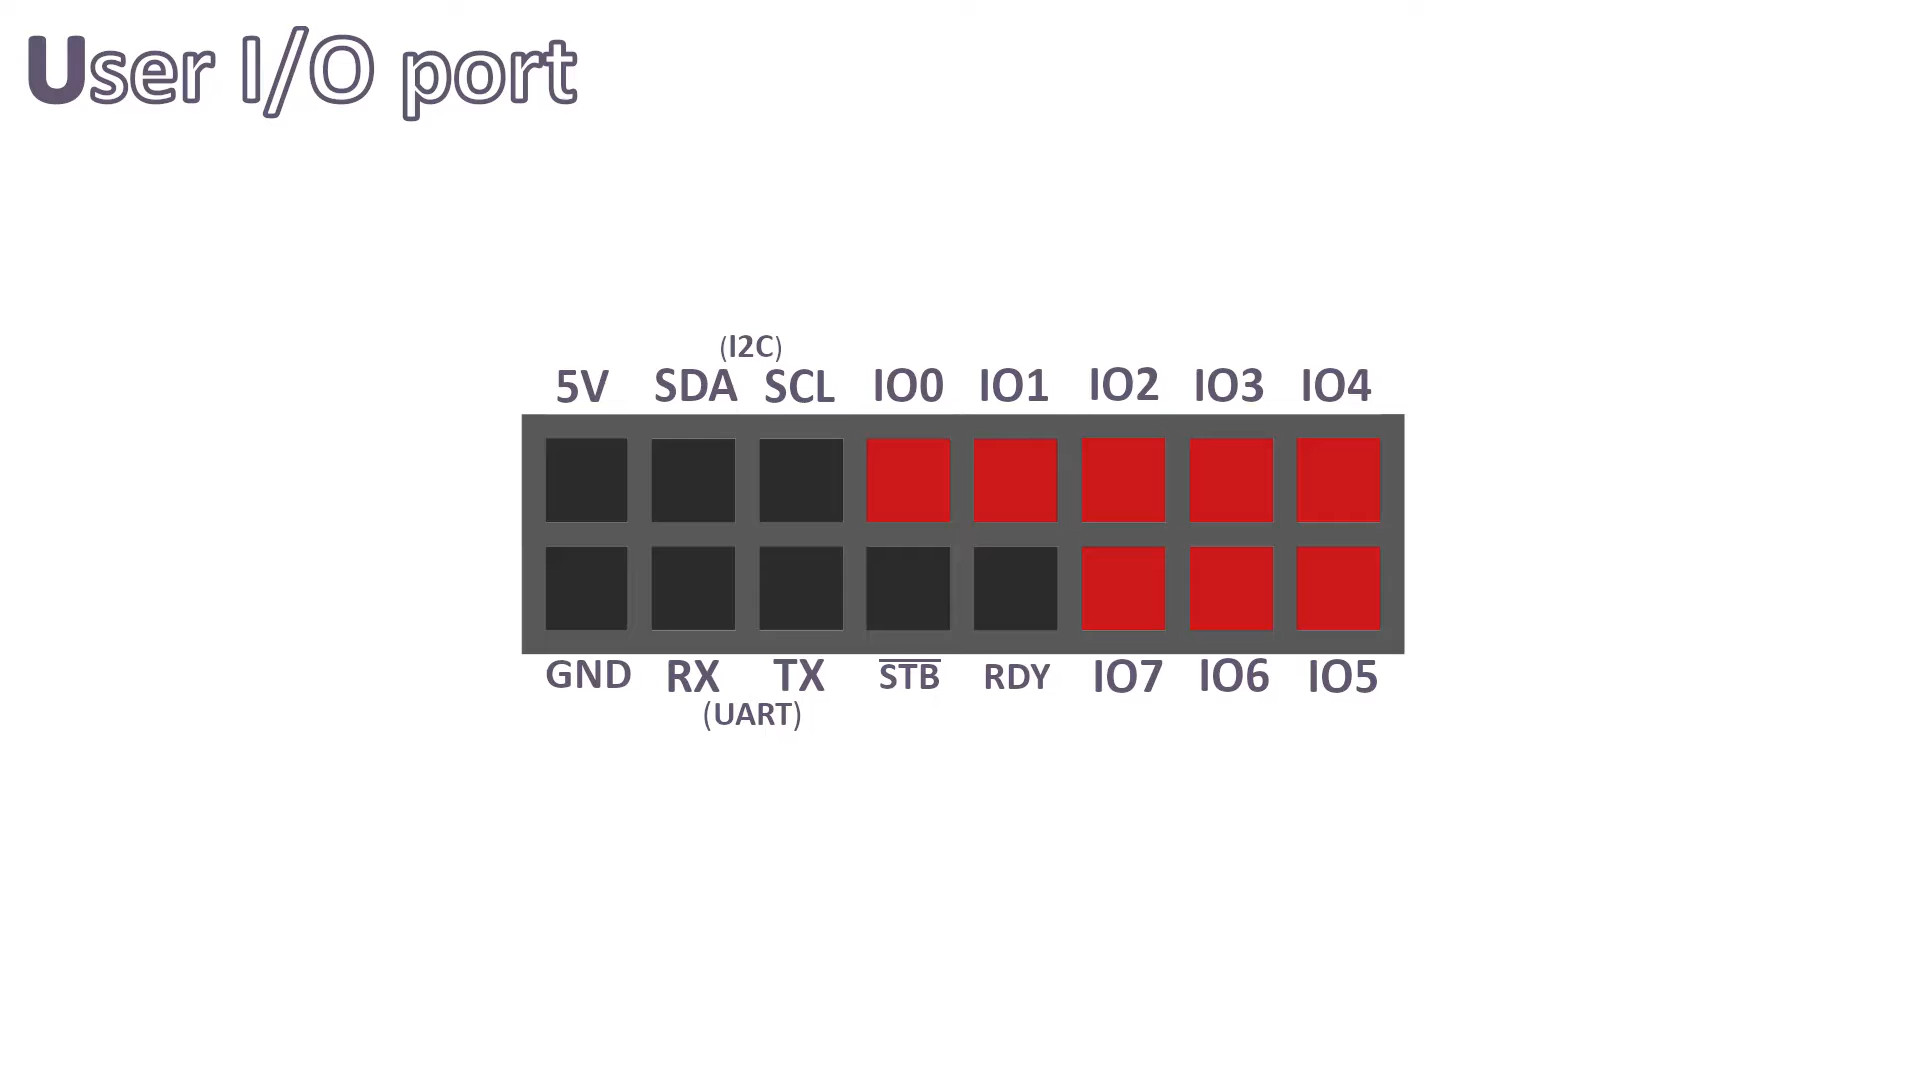 User I/O port
(I2C)
5V SDA SCL IO0 IO1 IO2 IO3 IO4
GND RX TX STB RDY IO7 IO6 IO5
(UART)